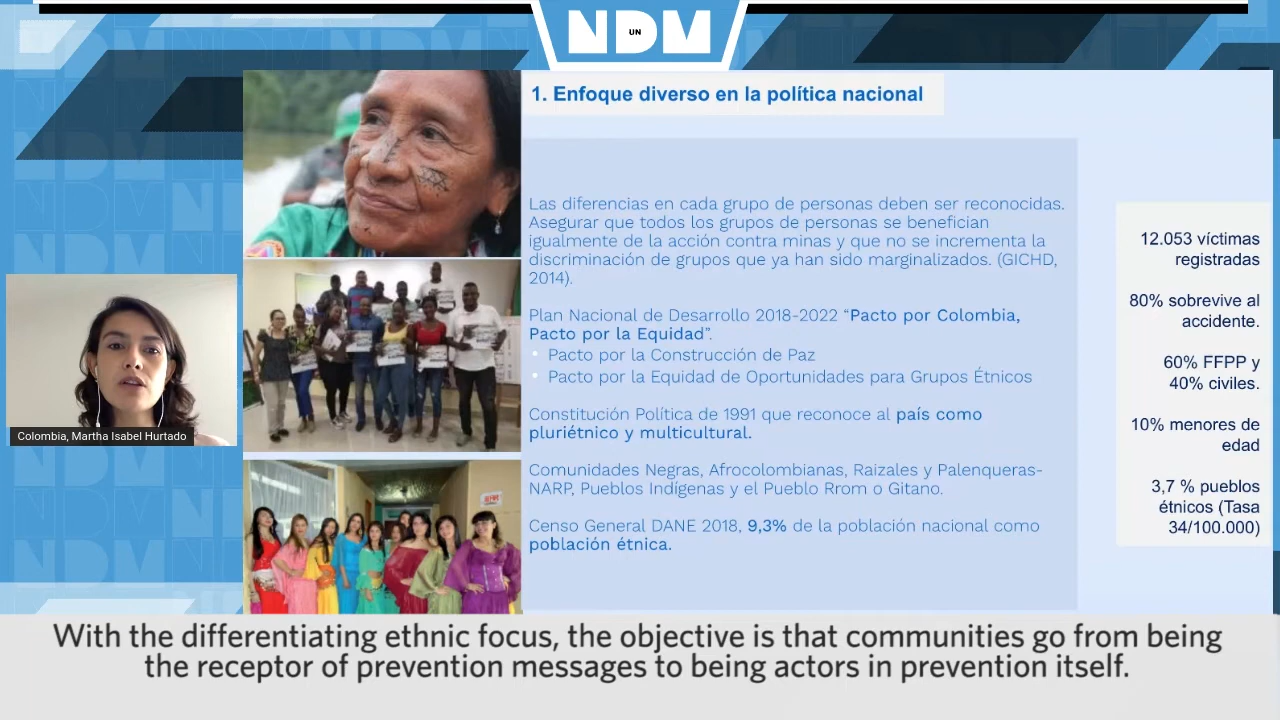 UN
NDM
1. Enfoque diverso en la política nacional
Las diferencias en cada grupo de personas deben ser reconocidas.
Asegurar que todos los grupos de personas se benefician
igualmente de la acción contra minas y que no se incrementa la
discriminación de grupos que ya han sido marginalizados. (GICHD,
2014).
Plan Nacional de Desarrollo 2018-2022 “Pacto por Colombia,
Pacto por la Equidad”.
• Pacto por la Construcción de Paz
• Pacto por la Equidad de Oportunidades para Grupos Étnicos
Constitución Política de 1991 que reconoce al país como
pluriétnico y multicultural.
Comunidades Negras, Afrocolombianas, Raizales y Palenqueras-
NARP, Pueblos Indígenas y el Pueblo Rrom o Gitano.
Censo General DANE 2018, 9,3% de la población nacional como
población étnica.
12.053 víctimas
registradas
80% sobrevive al
accidente.
60% FFPP y
40% civiles.
10% menores de
edad
3,7 % pueblos
étnicos (Tasa
34/100.000)
Colombia, Martha Isabel Hurtado
With the differentiating ethnic focus, the objective is that communities go from being
the receptor of prevention messages to being actors in prevention itself.